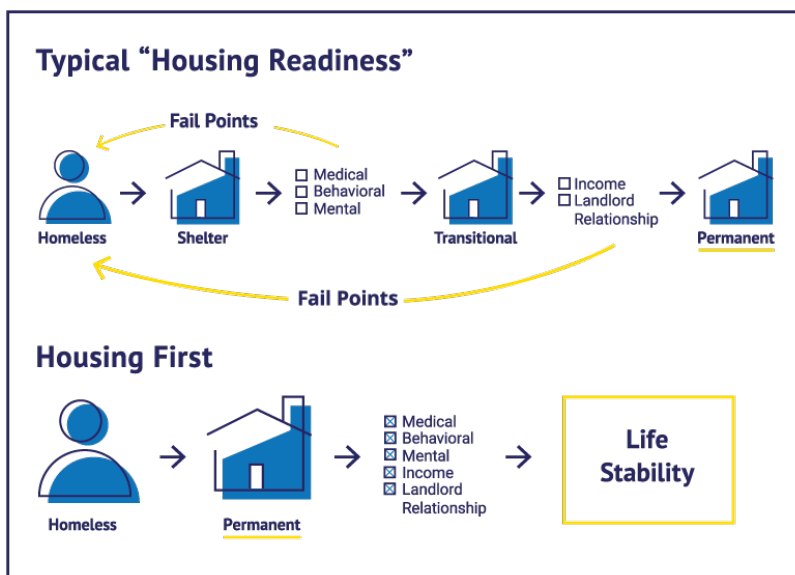 Typical “Housing Readiness”
Fail Points
Medical
Behavioral
Mental
Income
Landlord
Relationship
Homeless
Shelter
Transitional
Permanent
Fail Points
Housing First
Medical
Behavioral
Mental
Income
Landlord
Relationship
Life
Stability
Homeless
Permanent